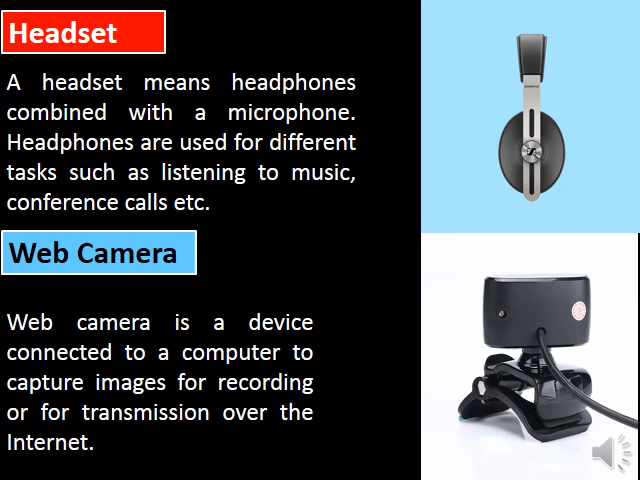 Headset
A headset means headphones
combined with a microphone.
Headphones are used for different
tasks such as listening to music,
conference calls etc.
Web Camera
Web camera is a device
connected to a computer to
capture images for recording
or for transmission over the
Internet.